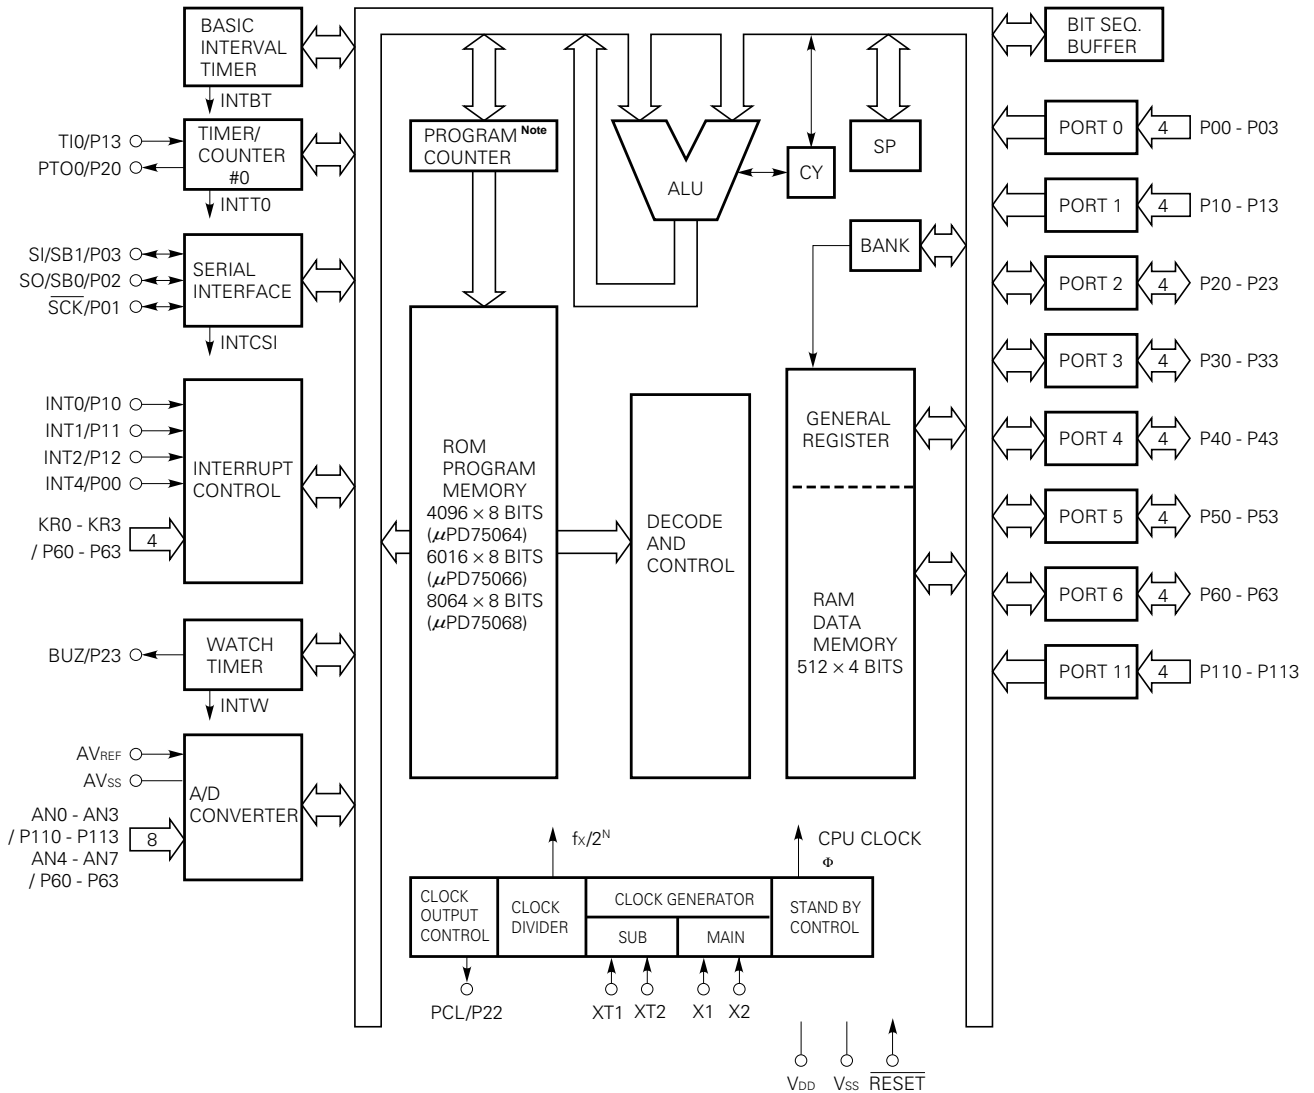 BASIC
INTERVAL
TIMER
INTBT
TI0/P13
PTO0/P20
TIMER/
COUNTER
#0
INTT0
SI/SB1/P03
SO/SB0/P02
SCK/P01
SERIAL
INTERFACE
INTCSI
INT0/P10
INT1/P11
INT2/P12
INT4/P00
KR0 - KR3
/ P60 - P63
4
INTERRUPT
CONTROL
BUZ/P23
WATCH
TIMER
INTW
AVREF
AVSS
AN0 - AN3
/ P110 - P113
AN4 - AN7
/ P60 - P63
8
A/D
CONVERTER
PROGRAM Note
COUNTER
ALU
CY
SP
BANK
ROM
PROGRAM
MEMORY
4096 × 8 BITS
(μPD75064)
6016 × 8 BITS
(μPD75066)
8064 × 8 BITS
(μPD75068)
DECODE
AND
CONTROL
GENERAL
REGISTER
RAM
DATA
MEMORY
512 × 4 BITS
fX/2^N
CPU CLOCK
Φ
CLOCK
OUTPUT
CONTROL
CLOCK
DIVIDER
CLOCK GENERATOR
SUB
MAIN
STAND BY
CONTROL
PCL/P22
XT1
XT2
X1
X2
VDD
VSS
RESET
BIT SEQ.
BUFFER
PORT 0
4
P00 - P03
PORT 1
4
P10 - P13
PORT 2
4
P20 - P23
PORT 3
4
P30 - P33
PORT 4
4
P40 - P43
PORT 5
4
P50 - P53
PORT 6
4
P60 - P63
PORT 11
4
P110 - P113